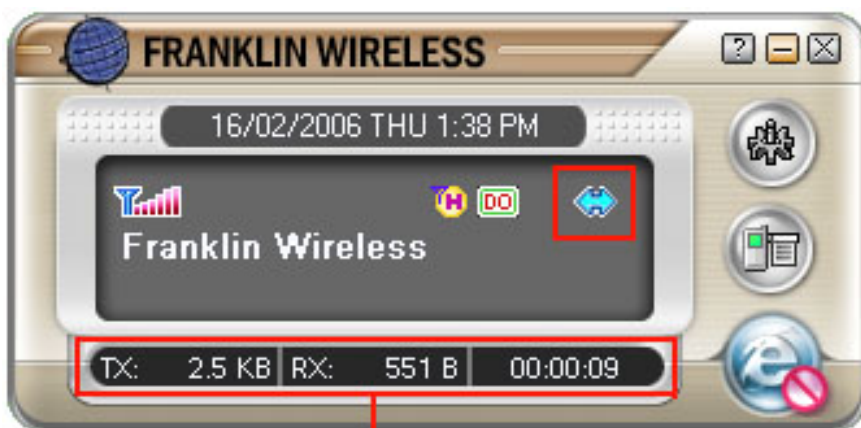 FRANKLIN WIRELESS
?
16/02/2006 THU 1:38 PM
H DO
Franklin Wireless
TX: 2.5 KB RX: 551 B 00:00:09